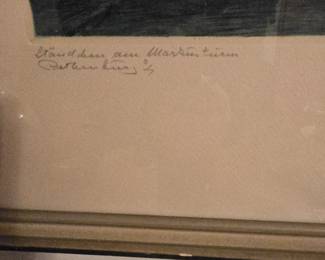 Ständchen am Markusturm
Rothenburg o/T